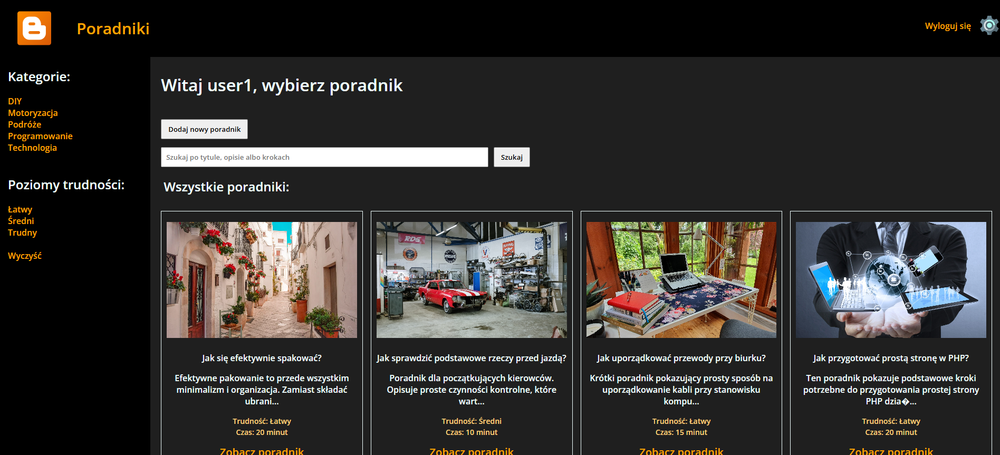 Poradniki
Wyloguj się
Kategorie:
DIY
Motoryzacja
Podróże
Programowanie
Technologia
Poziomy trudności:
Łatwy
Średni
Trudny
Wyczyść
Witaj user1, wybierz poradnik
Dodaj nowy poradnik
Szukaj po tytule, opisie albo krokach
Szukaj
Wszystkie poradniki:
RDS
Jak się efektywnie spakować?
Efektywne pakowanie to przede wszystkim
minimalizm i organizacja. Zamiast składać
ubrani...
Trudność: Łatwy
Czas: 20 minut
Zobacz poradnik
Jak sprawdzić podstawowe rzeczy przed jazdą?
Poradnik dla początkujących kierowców.
Opisuje proste czynności kontrolne, które
wart...
Trudność: Średni
Czas: 10 minut
Zobacz poradnik
Jak uporządkować przewody przy biurku?
Krótki poradnik pokazujący prosty sposób na
uporządkowanie kabli przy stanowisku
kompu...
Trudność: Łatwy
Czas: 15 minut
Zobacz poradnik
Jak przygotować prostą stronę w PHP?
Ten poradnik pokazuje podstawowe kroki
potrzebne do przygotowania prostej strony
PHP dzia�...
Trudność: Łatwy
Czas: 20 minut
Zobacz poradnik